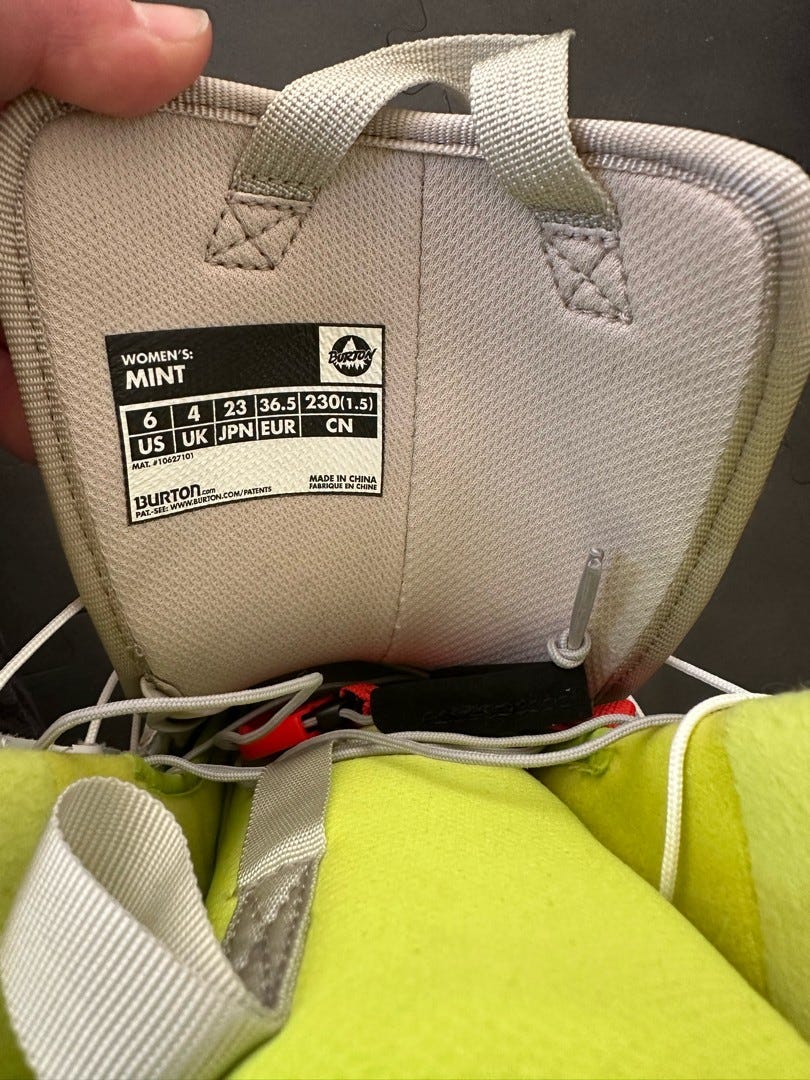 WOMEN'S:
MINT
BURTON
6 4 23 36.5 230(1.5)
US UK JPN EUR CN
MAT. #10627101
BURTON.com
PAT.-SEE: WWW.BURTON.COM/PATENTS
MADE IN CHINA
FABRIQUE EN CHINE